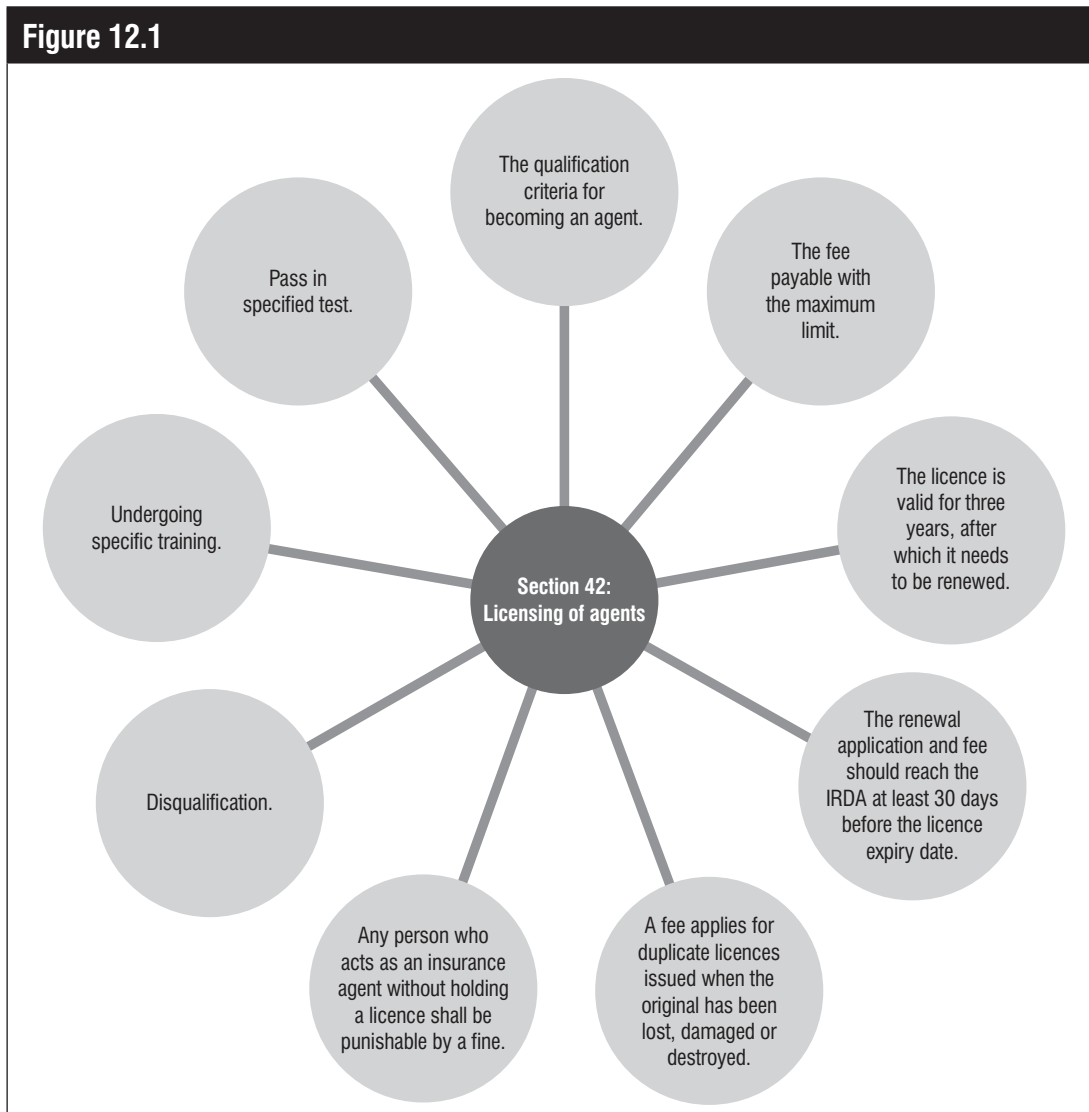 Figure 12.1
The qualification
criteria for
becoming an agent.
The fee
payable with
the maximum
limit.
The licence is
valid for three
years, after
which it needs
to be renewed.
The renewal
application and fee
should reach the
IRDA at least 30 days
before the licence
expiry date.
A fee applies for
duplicate licences
issued when the
original has been
lost, damaged or
destroyed.
Any person who
acts as an insurance
agent without holding
a licence shall be
punishable by a fine.
Disqualification.
Undergoing
specific training.
Pass in
specified test.
Section 42:
Licensing of agents